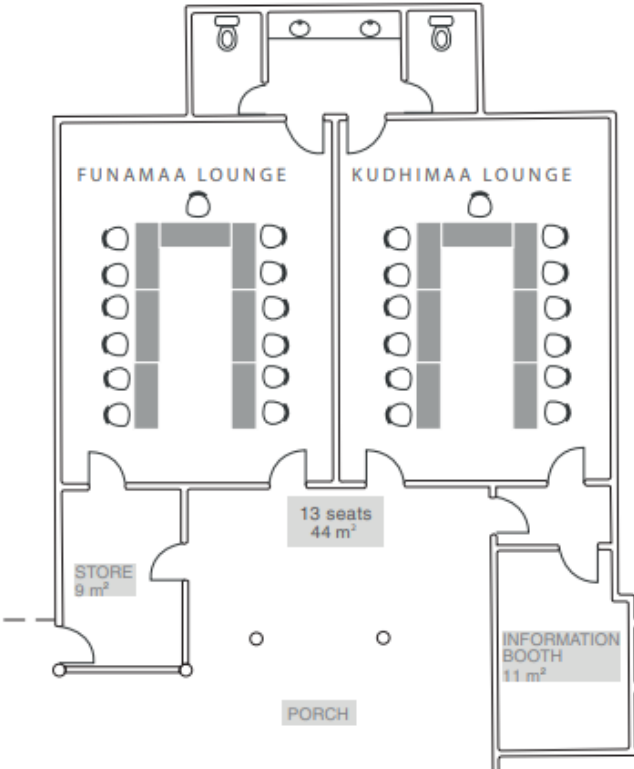 FUNAMAA LOUNGE
KUDHIMAA LOUNGE
13 seats
44 m²
STORE
9 m²
INFORMATION
BOOTH
11 m²
PORCH